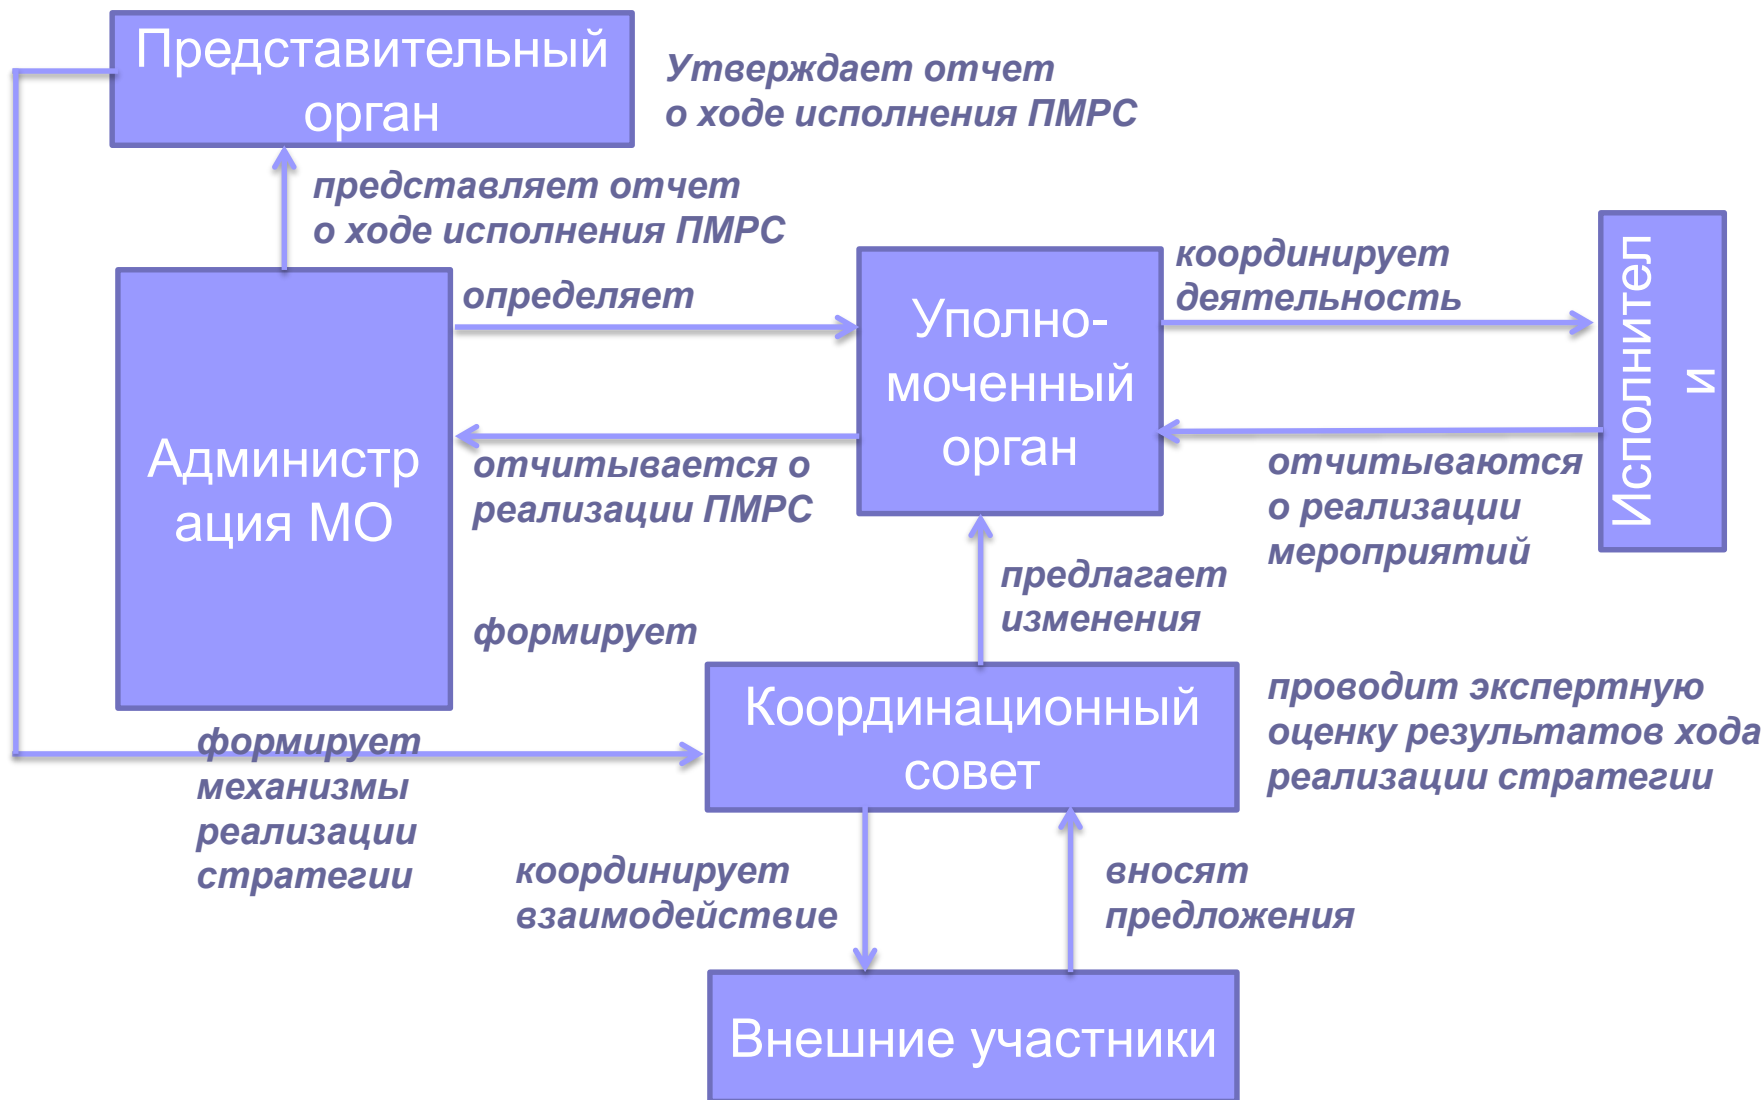 Представительный
орган
Утверждает отчет
о ходе исполнения ПМРС
представляет отчет
о ходе исполнения ПМРС
Администр
ация МО
определяет
отчитывается о
реализации ПМРС
Уполно-
моченный
орган
координирует
деятельность
Исполнител
и
отчитываются
о реализации
мероприятий
предлагает
изменения
формирует
Координационный
совет
проводит экспертную
оценку результатов хода
реализации стратегии
формирует
механизмы
реализации
стратегии
координирует
взаимодействие
вносят
предложения
Внешние участники